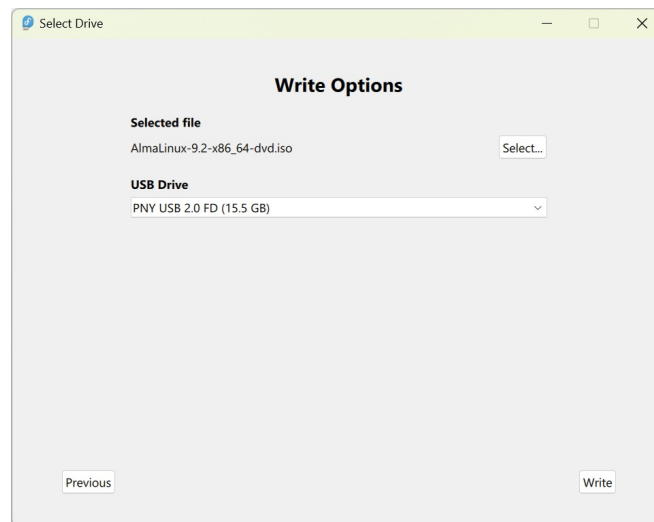 Select Drive
Write Options
Selected file
AlmaLinux-9.2-x86_64-dvd.iso
Select...
USB Drive
PNY USB 2.0 FD (15.5 GB)
Previous
Write